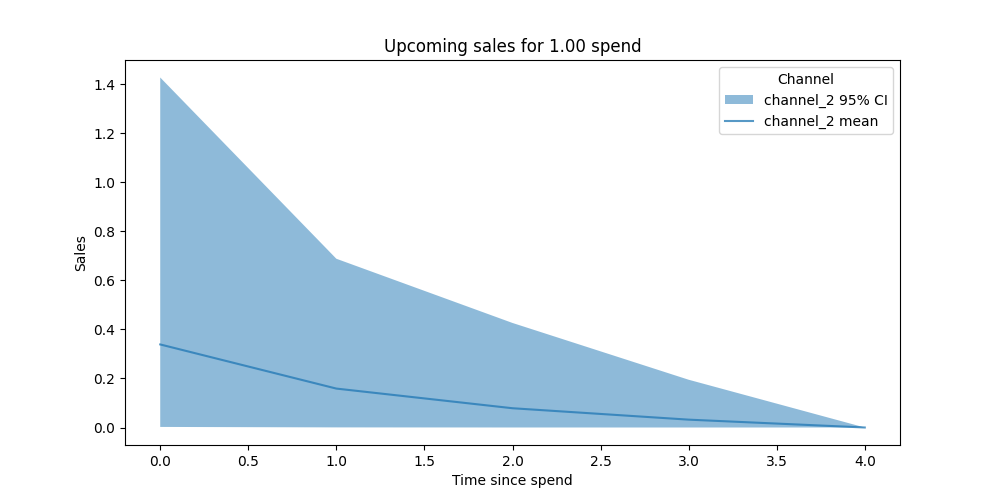 Upcoming sales for 1.00 spend
Channel
channel_2 95% CI
channel_2 mean
Sales
1.4
1.2
1.0
0.8
0.6
0.4
0.2
0.0
0.0 0.5 1.0 1.5 2.0 2.5 3.0 3.5 4.0
Time since spend